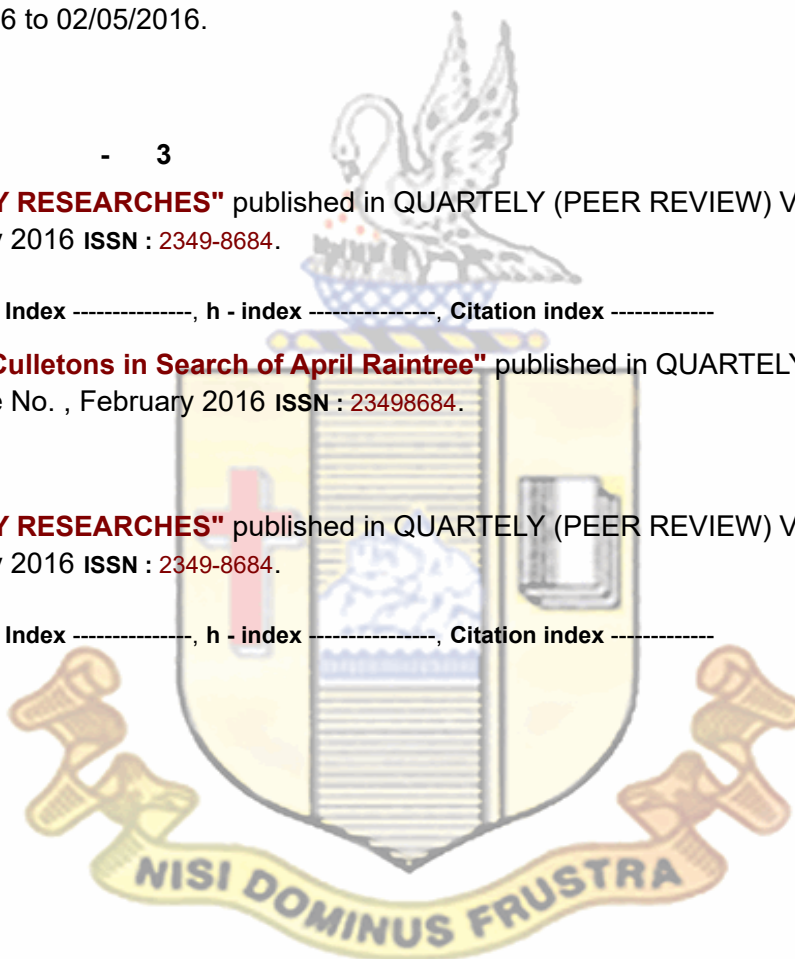 6 to 02/05/2016.
- 3
Y RESEARCHES" published in QUARTELY (PEER REVIEW) V
y 2016 ISSN : 2349-8684.
Index ---------------, h - index ----------------, Citation index -------------
Culletons in Search of April Raintree" published in QUARTELY
e No. , February 2016 ISSN : 23498684.
Y RESEARCHES" published in QUARTELY (PEER REVIEW) V
y 2016 ISSN : 2349-8684.
Index ---------------, h - index ----------------, Citation index -------------
NISI DOMINUS FRUSTRA